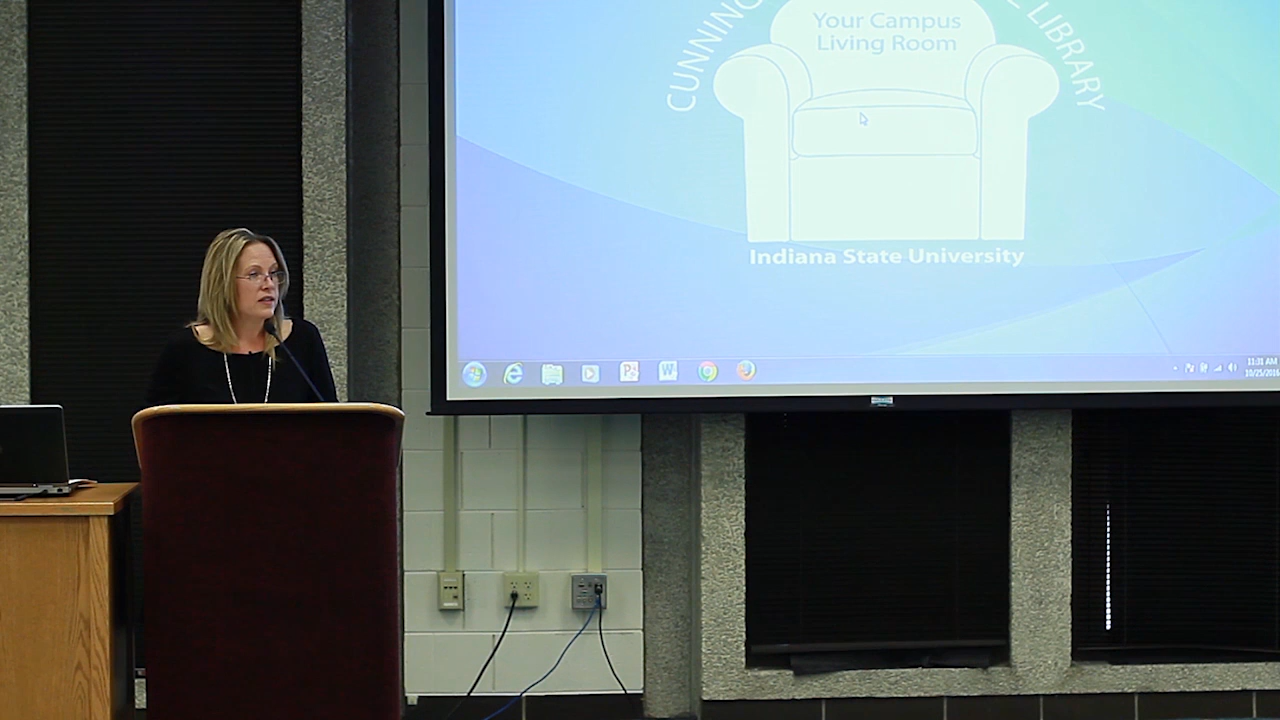 CUNNING
LIBRARY
Your Campus
Living Room
Indiana State University
11:31 AM